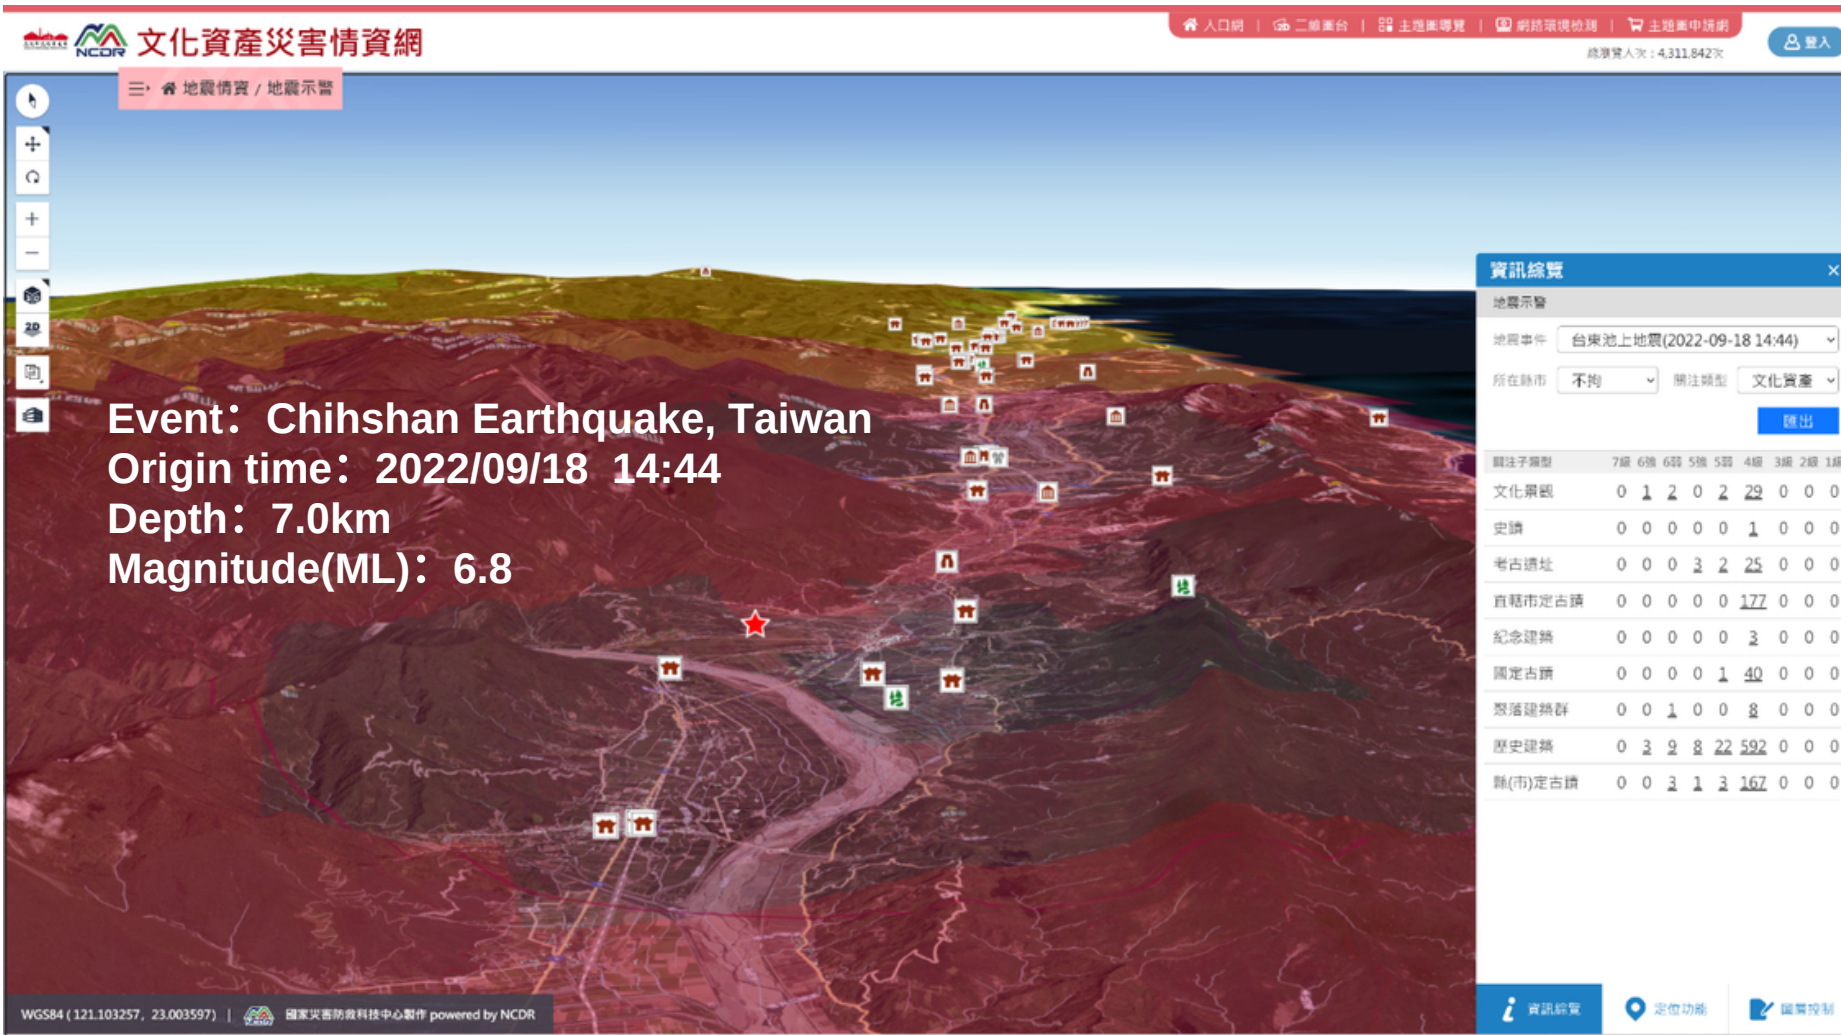 NCDR 文化資產災害情資網
人口網 | 二維圖台 | 主題圖導覽 | 網路環境檢測 | 主題圖申請網
總瀏覽人次：4,311,842次
登入
地震情資 / 地震示警
2D
Event：Chihshan Earthquake, Taiwan
Origin time：2022/09/18 14:44
Depth：7.0km
Magnitude(ML)：6.8
資訊綜覽 ×
地震示警
地震事件 台東池上地震(2022-09-18 14:44)
所在縣市 不拘 關注類型 文化資產
匯出
關注子類型 7級 6強 6弱 5強 5弱 4級 3級 2級 1級
文化景觀 0 1 2 0 2 29 0 0 0
史蹟 0 0 0 0 0 1 0 0 0
考古遺址 0 0 0 3 2 25 0 0 0
直轄市定古蹟 0 0 0 0 0 177 0 0 0
紀念建築 0 0 0 0 0 3 0 0 0
國定古蹟 0 0 0 0 1 40 0 0 0
聚落建築群 0 0 1 0 0 8 0 0 0
歷史建築 0 3 9 8 22 592 0 0 0
縣(市)定古蹟 0 0 3 1 3 167 0 0 0
WGS84 ( 121.103257, 23.003597) | 國家災害防救科技中心製作 powered by NCDR
資訊綜覽 定位功能 圖層控制